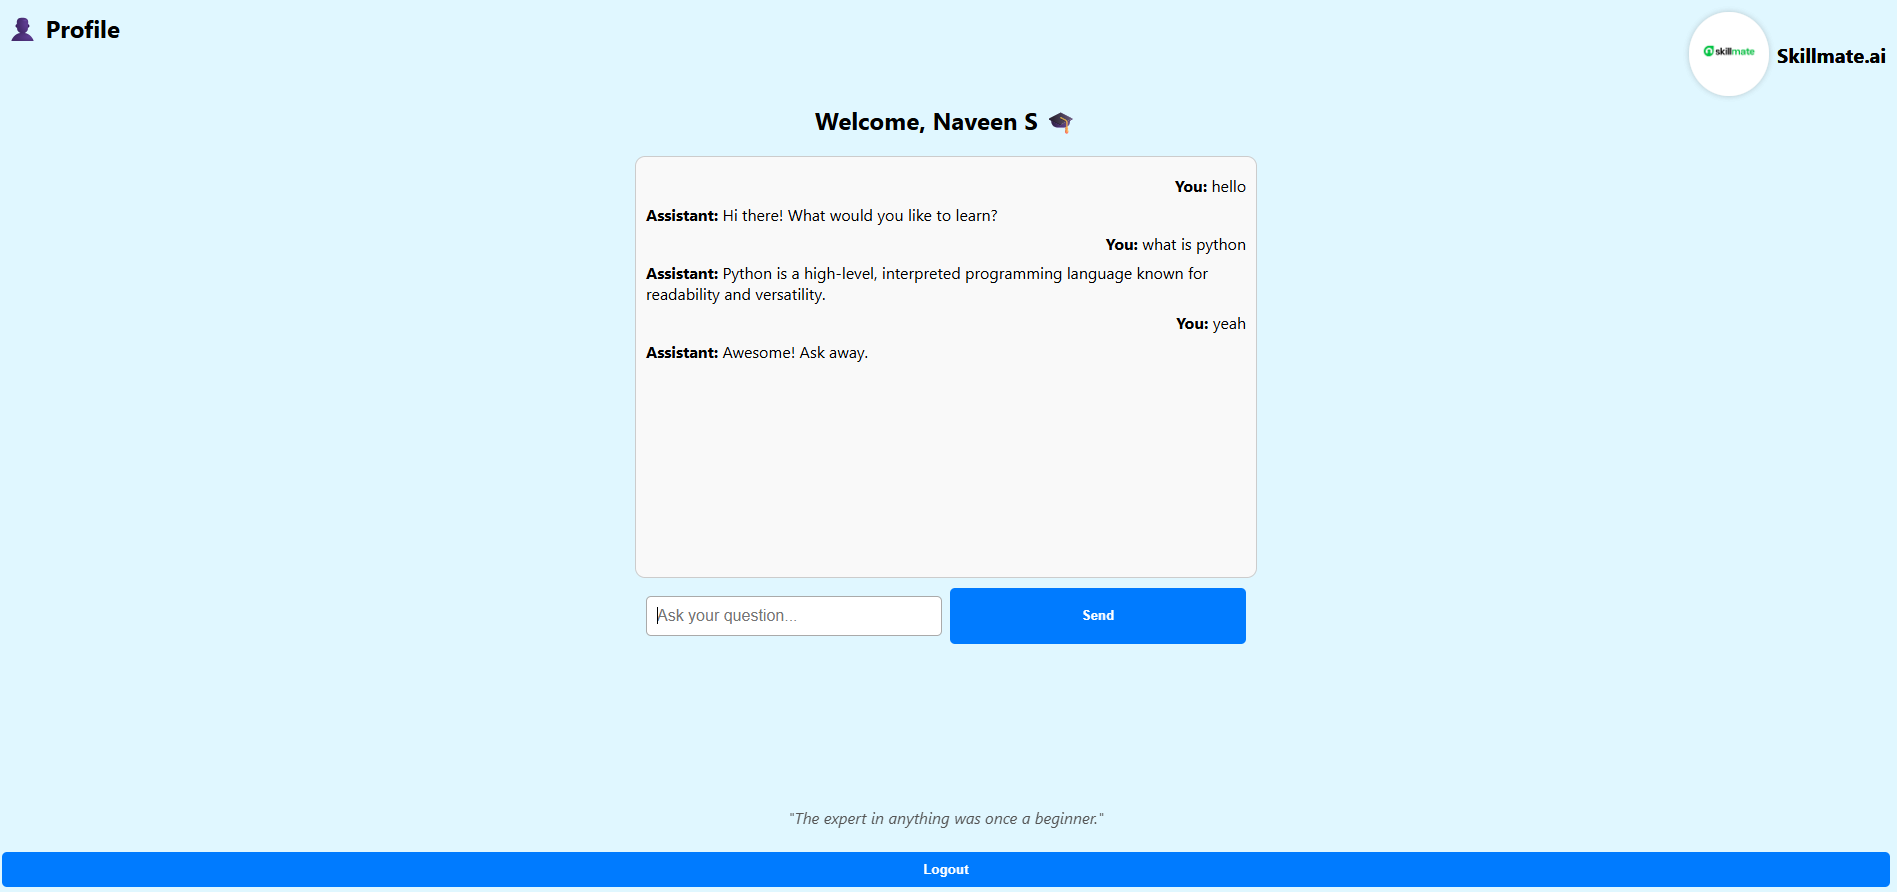 Profile
skillmate
Skillmate.ai
Welcome, Naveen S
You: hello
Assistant: Hi there! What would you like to learn?
You: what is python
Assistant: Python is a high-level, interpreted programming language known for
readability and versatility.
You: yeah
Assistant: Awesome! Ask away.
Ask your question...
Send
"The expert in anything was once a beginner."
Logout